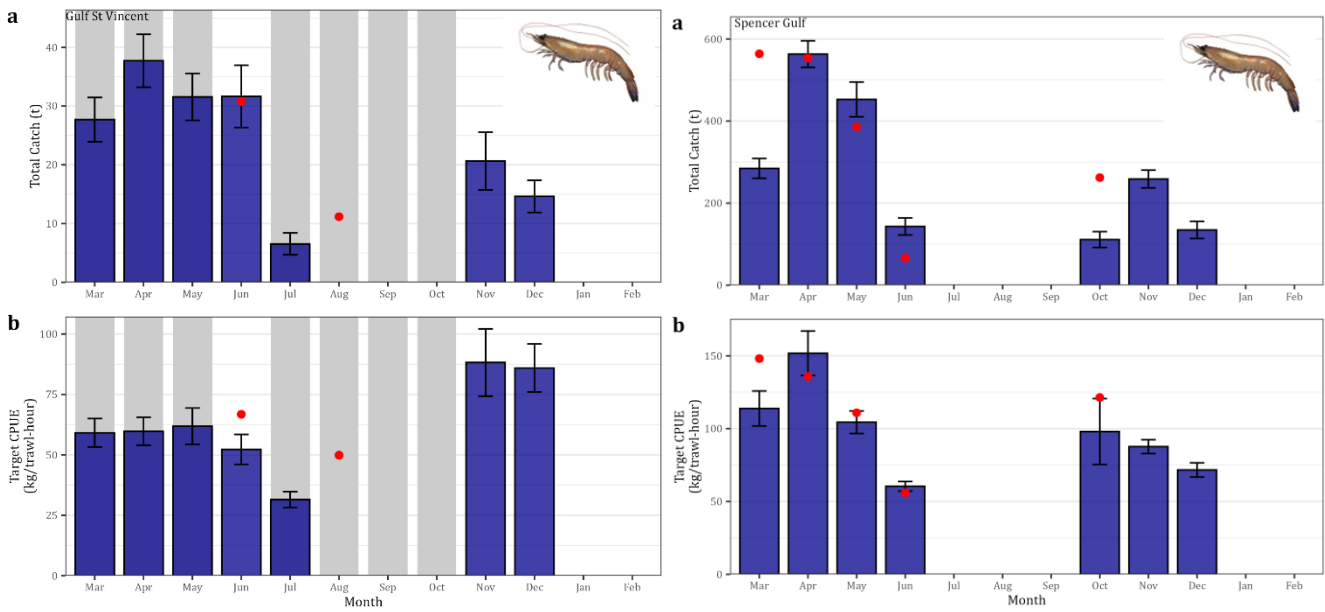 a
Gulf St Vincent
Total Catch (t)
40
30
20
10
0
Mar Apr May Jun Jul Aug Sep Oct Nov Dec Jan Feb
b
Target CPUE
(kg/trawl-hour)
100
75
50
25
0
Mar Apr May Jun Jul Aug Sep Oct Nov Dec Jan Feb
Month
a
Spencer Gulf
Total Catch (t)
600
400
200
0
Mar Apr May Jun Jul Aug Sep Oct Nov Dec Jan Feb
b
Target CPUE
(kg/trawl-hour)
150
100
50
0
Mar Apr May Jun Jul Aug Sep Oct Nov Dec Jan Feb
Month